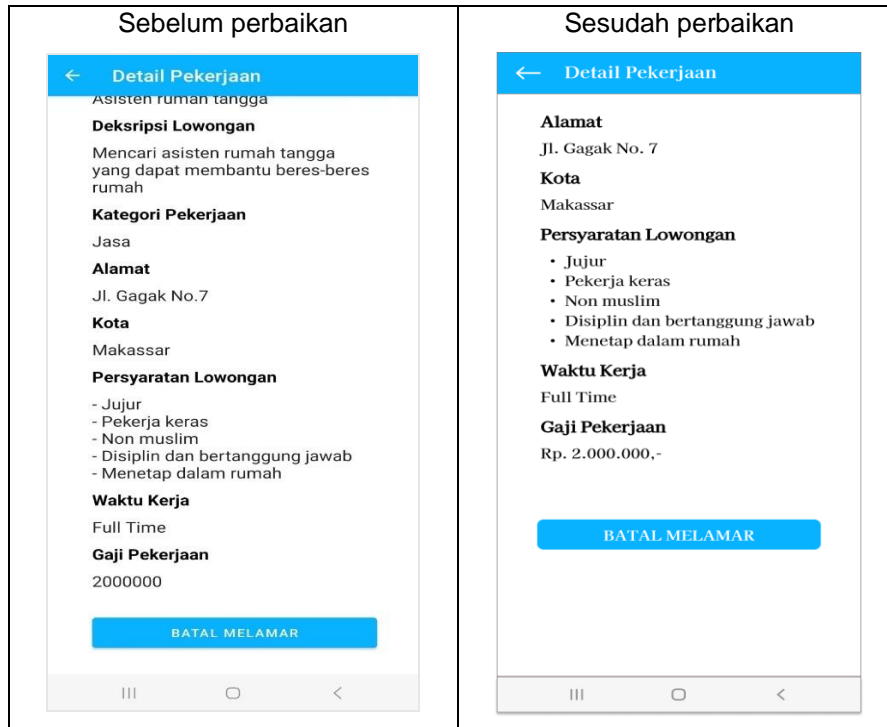 Sebelum perbaikan
Detail Pekerjaan
Asisten rumah tangga
Deksripsi Lowongan
Mencari asisten rumah tangga
yang dapat membantu beres-beres
rumah
Kategori Pekerjaan
Jasa
Alamat
Jl. Gagak No.7
Kota
Makassar
Persyaratan Lowongan
- Jujur
- Pekerja keras
- Non muslim
- Disiplin dan bertanggung jawab
- Menetap dalam rumah
Waktu Kerja
Full Time
Gaji Pekerjaan
2000000
BATAL MELAMAR
Sesudah perbaikan
Detail Pekerjaan
Alamat
Jl. Gagak No. 7
Kota
Makassar
Persyaratan Lowongan
• Jujur
• Pekerja keras
• Non muslim
• Disiplin dan bertanggung jawab
• Menetap dalam rumah
Waktu Kerja
Full Time
Gaji Pekerjaan
Rp. 2.000.000,-
BATAL MELAMAR